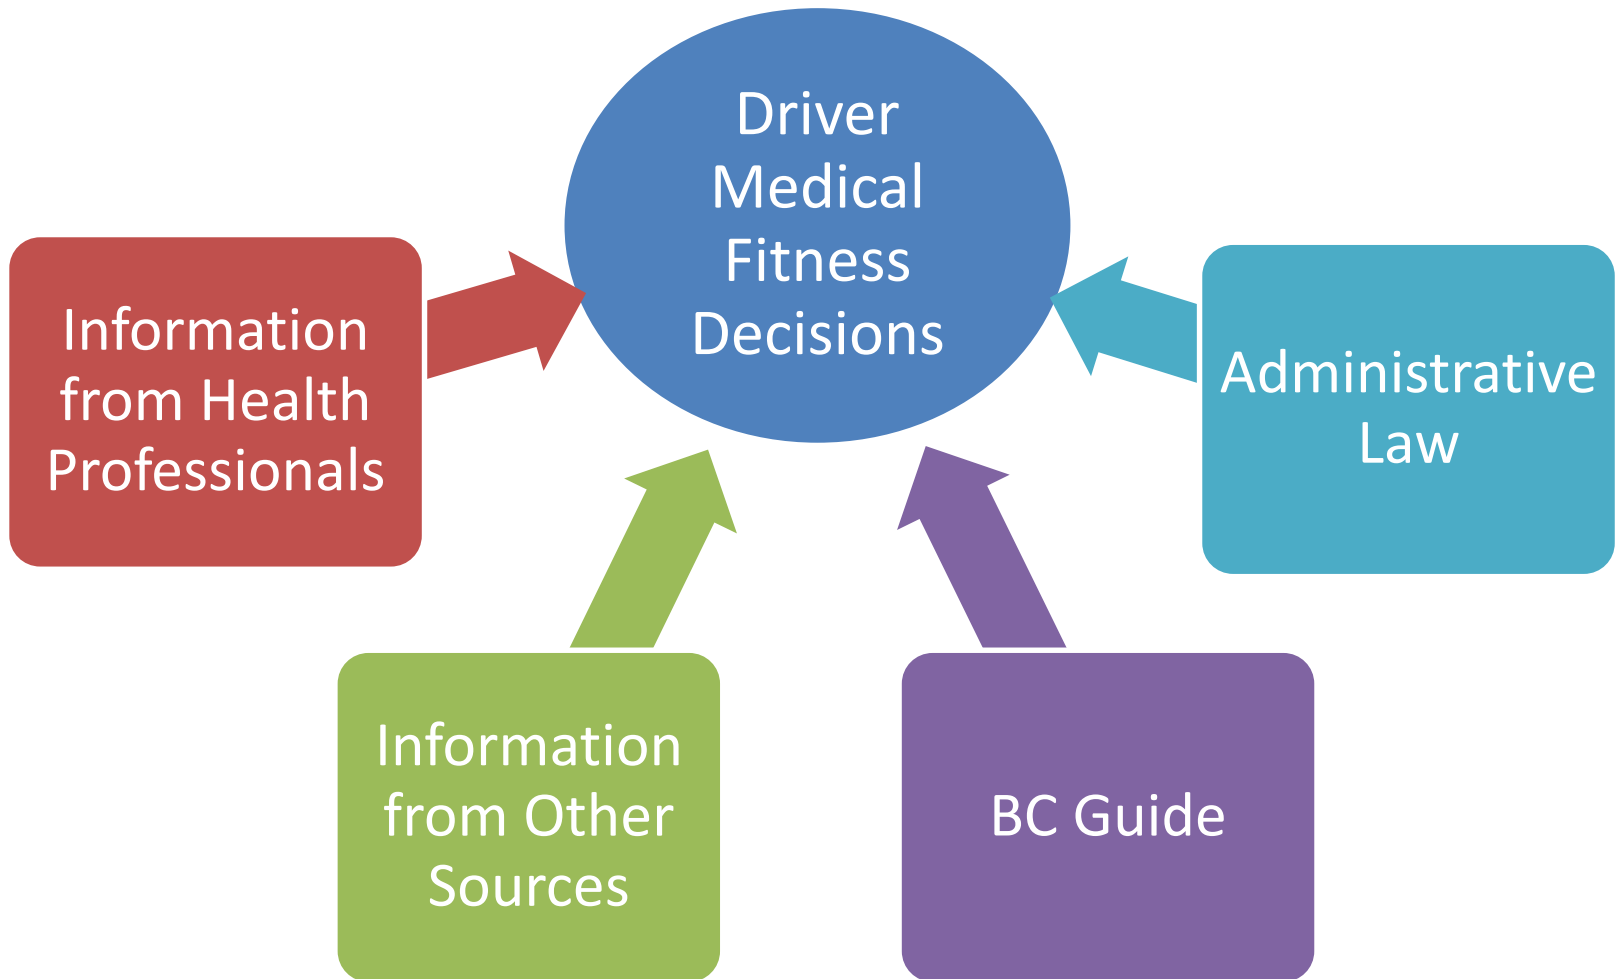 Driver
Medical
Fitness
Decisions
Information
from Health
Professionals
Administrative
Law
Information
from Other
Sources
BC Guide